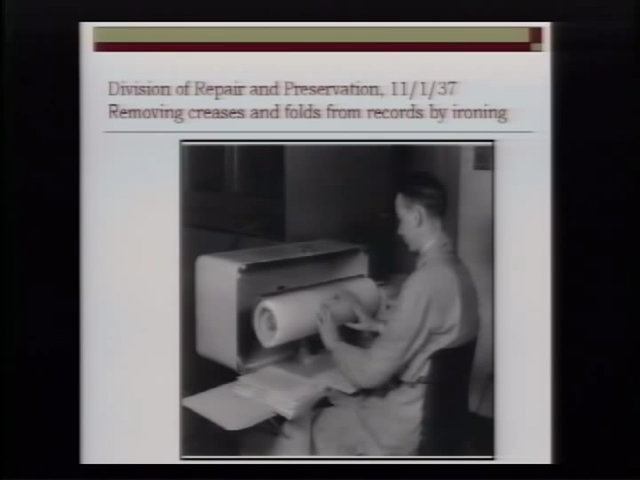 Division of Repair and Preservation, 11/1/37
Removing creases and folds from records by ironing